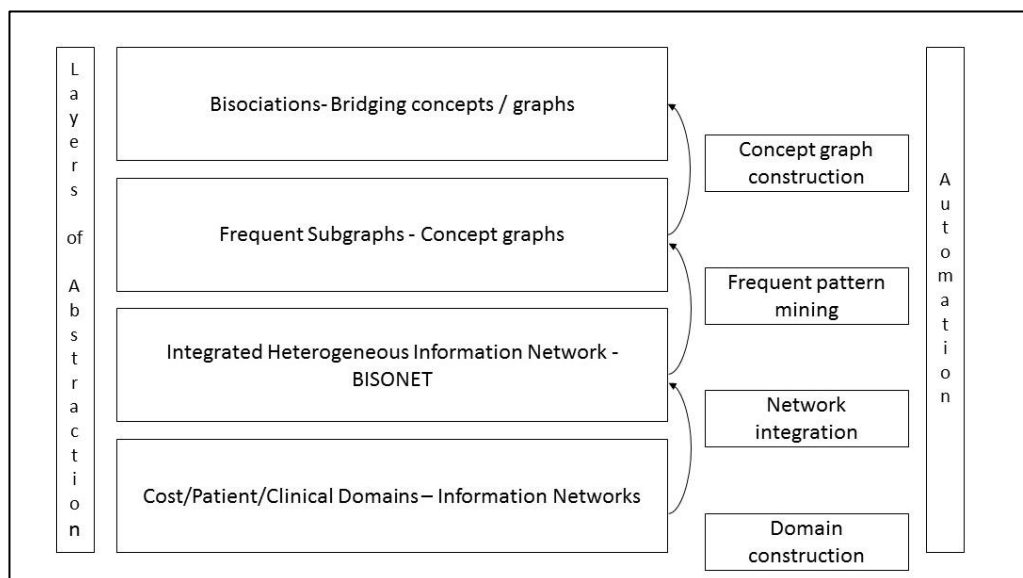 Layers of Abstraction
Bisociations- Bridging concepts / graphs
Frequent Subgraphs - Concept graphs
Integrated Heterogeneous Information Network -
BISONET
Cost/Patient/Clinical Domains – Information Networks
Concept graph
construction
Frequent pattern
mining
Network
integration
Domain
construction
Automation